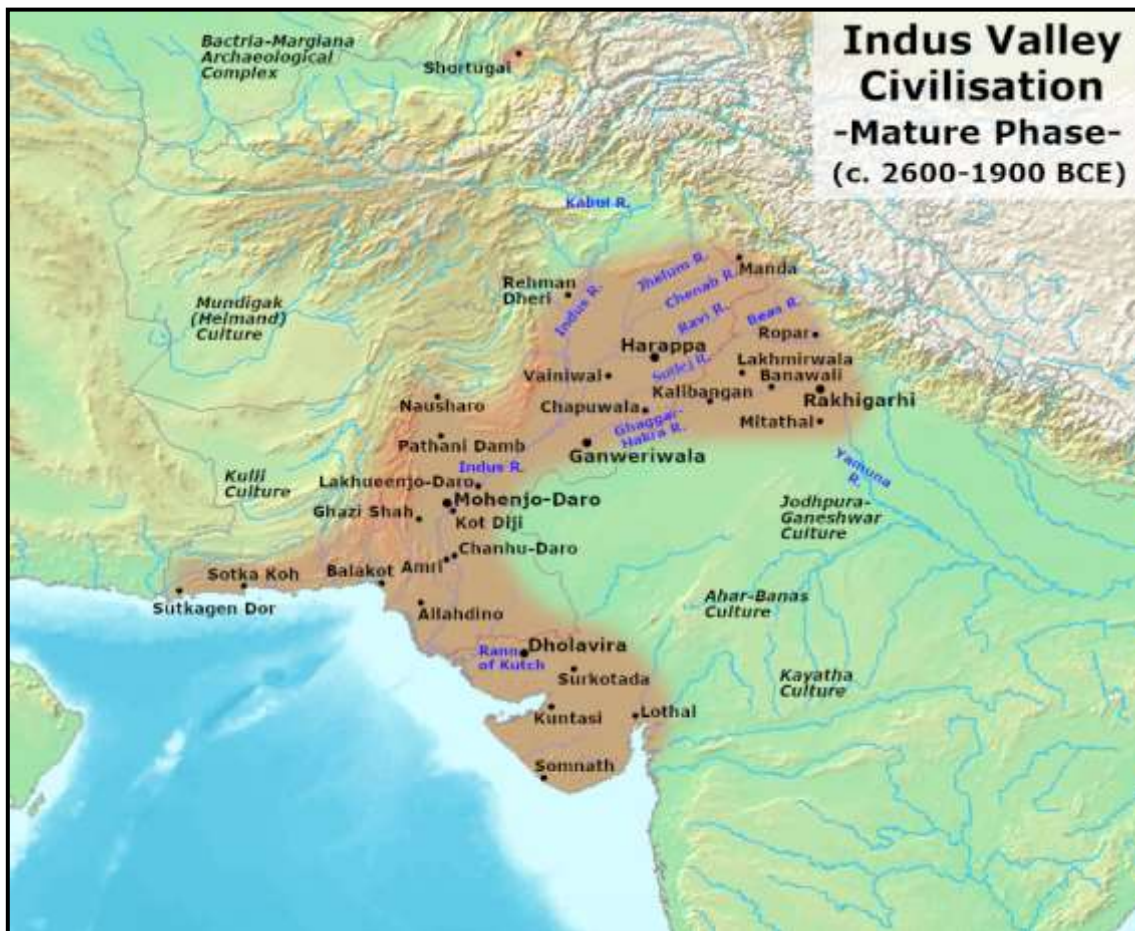 Indus Valley
Civilisation
-Mature Phase-
(c. 2600-1900 BCE)
Bactria-Margiana
Archaeological
Complex
Shortugai
Kabul R.
Rehman
Dheri
Indus R.
Jhelum R.
Chenab R.
Manda
Ravi R.
Beas R.
Mundigak
(Helmand)
Culture
Ropar
Harappa
Sutlej R.
Lakhmirwala
Vainiwal
Kalibangan
Banawali
Rakhigarhi
Nausharo
Chapuwala
Mitathal
Ghaggar-
Hakra R.
Pathani Damb
Ganweriwala
Yamuna
R.
Kulli
Culture
Indus R.
Lakhueenjo-Daro
Mohenjo-Daro
Ghazi Shah
Kot Diji
Jodhpura-
Ganeshwar
Culture
Chanhu-Daro
Amri
Balakot
Sotka Koh
Sutkagen Dor
Allahdino
Ahar-Banas
Culture
Dholavira
Rann
of Kutch
Surkotada
Kayatha
Culture
Kuntasi
Lothal
Somnath